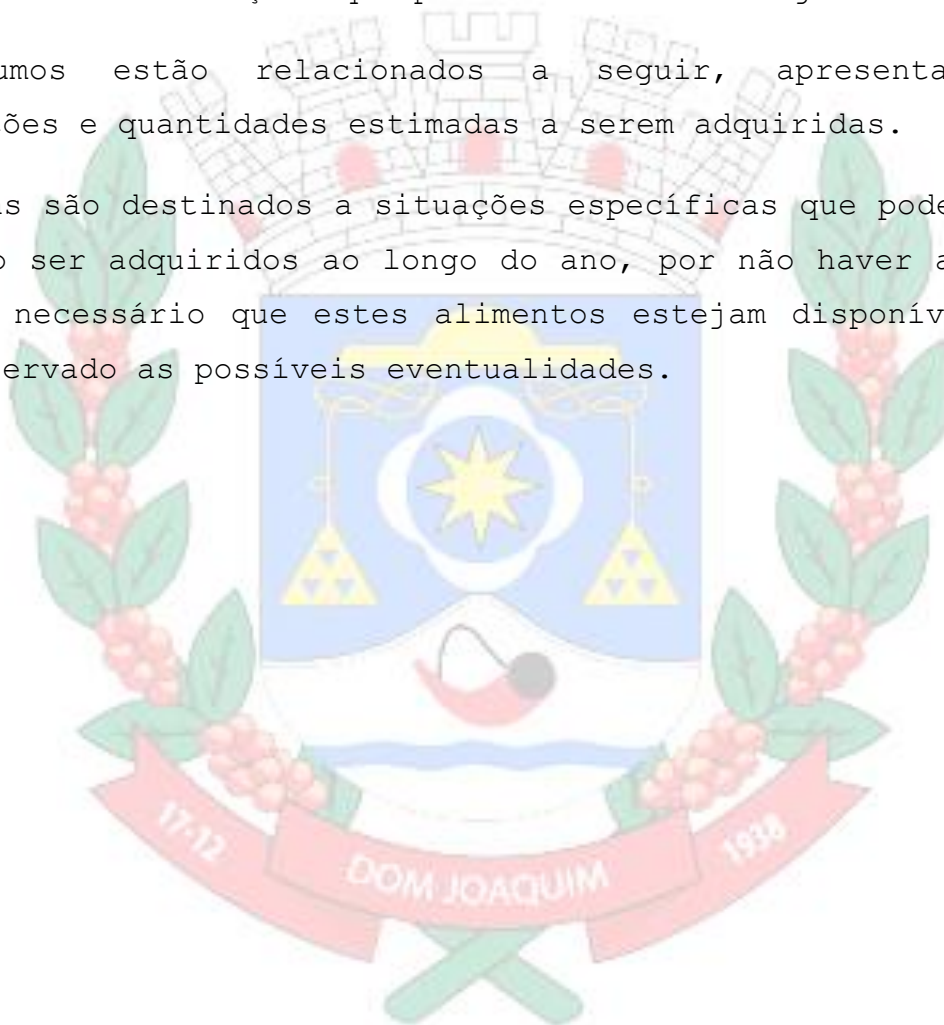 umos estão relacionados a seguir, apresenta
ões e quantidades estimadas a serem adquiridas.
s são destinados a situações específicas que pode
o ser adquiridos ao longo do ano, por não haver a
necessário que estes alimentos estejam disponív
ervado as possíveis eventualidades.
17-12
DOM JOAQUIM
1938